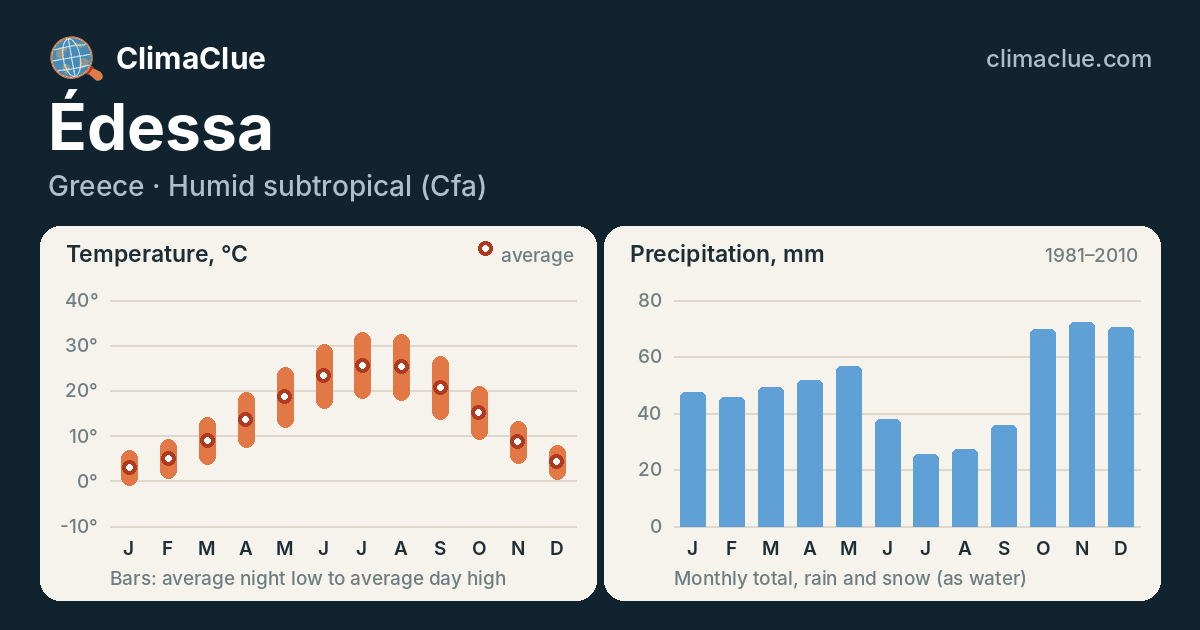 ClimaClue
climaclue.com
Édessa
Greece · Humid subtropical (Cfa)
Temperature, °C
average
40°
30°
20°
10°
0°
-10°
J F M A M J J A S O N D
Bars: average night low to average day high
Precipitation, mm
1981–2010
80
60
40
20
0
J F M A M J J A S O N D
Monthly total, rain and snow (as water)